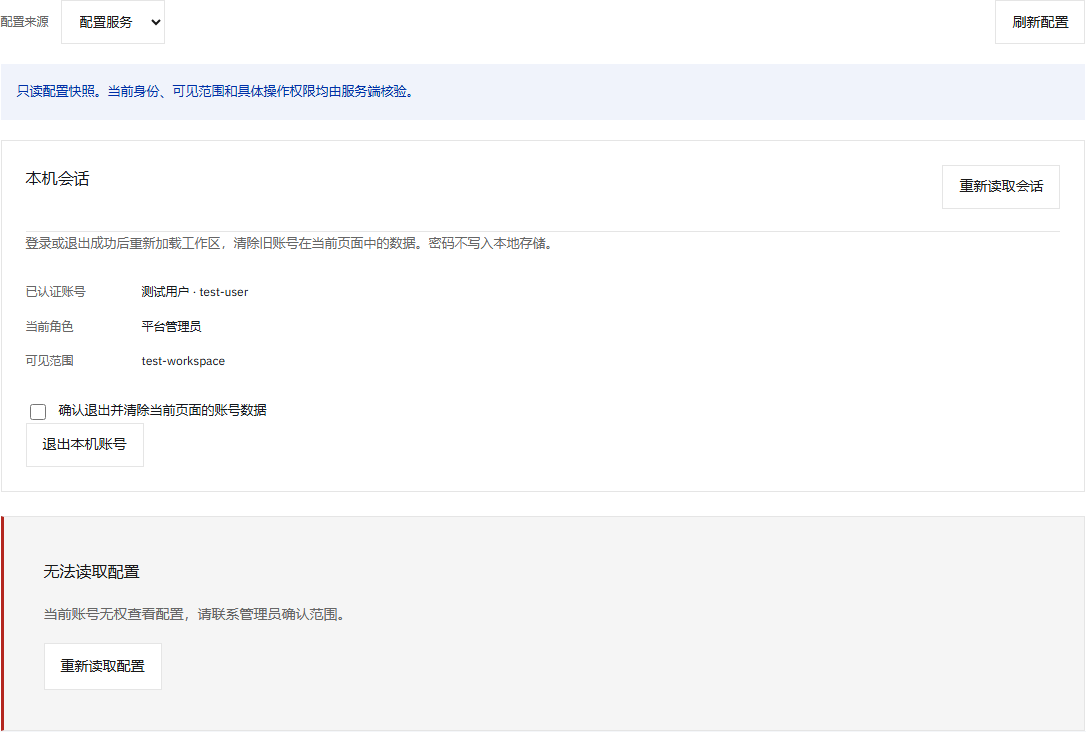 配置来源 配置服务 刷新配置
只读配置快照。当前身份、可见范围和具体操作权限均由服务端核验。
本机会话 重新读取会话
登录或退出成功后重新加载工作区，清除旧账号在当前页面中的数据。密码不写入本地存储。
已认证账号 测试用户 · test-user
当前角色 平台管理员
可见范围 test-workspace
确认退出并清除当前页面的账号数据
退出本机账号
无法读取配置
当前账号无权查看配置，请联系管理员确认范围。
重新读取配置